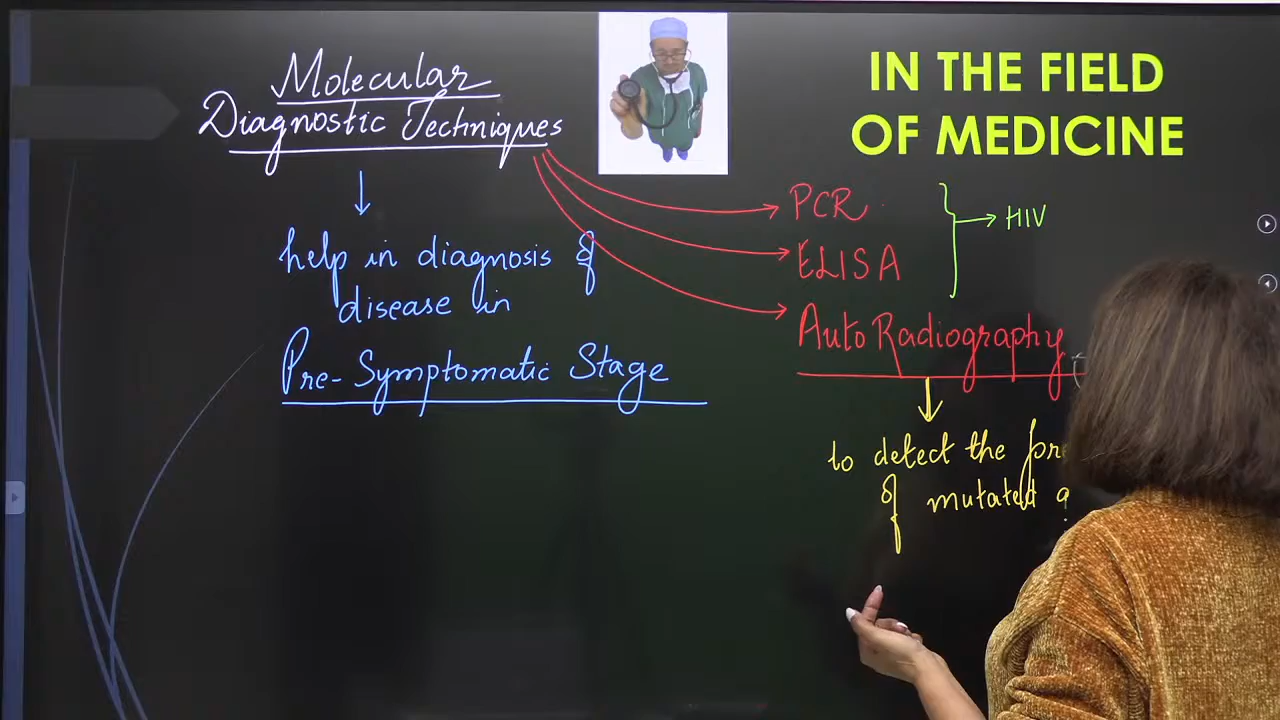 Molecular
Diagnostic Techniques
IN THE FIELD
OF MEDICINE
help in diagnosis of
disease in
Pre-Symptomatic Stage
PCR
ELISA
HIV
AutoRadiography
to detect the
of mutated